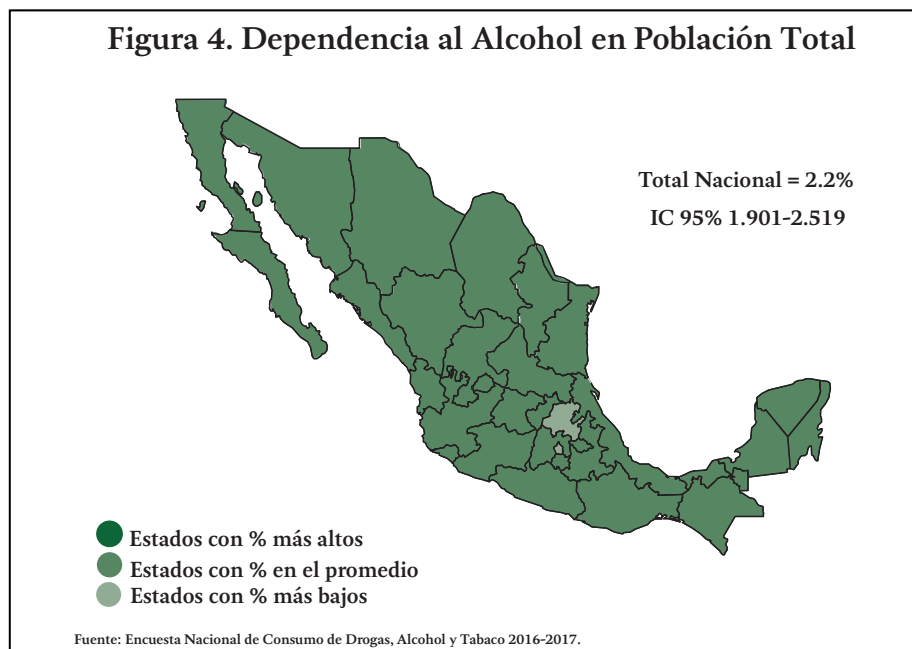 Figura 4. Dependencia al Alcohol en Población Total
Total Nacional = 2.2%
IC 95% 1.901-2.519
Estados con % más altos
Estados con % en el promedio
Estados con % más bajos
Fuente: Encuesta Nacional de Consumo de Drogas, Alcohol y Tabaco 2016-2017.